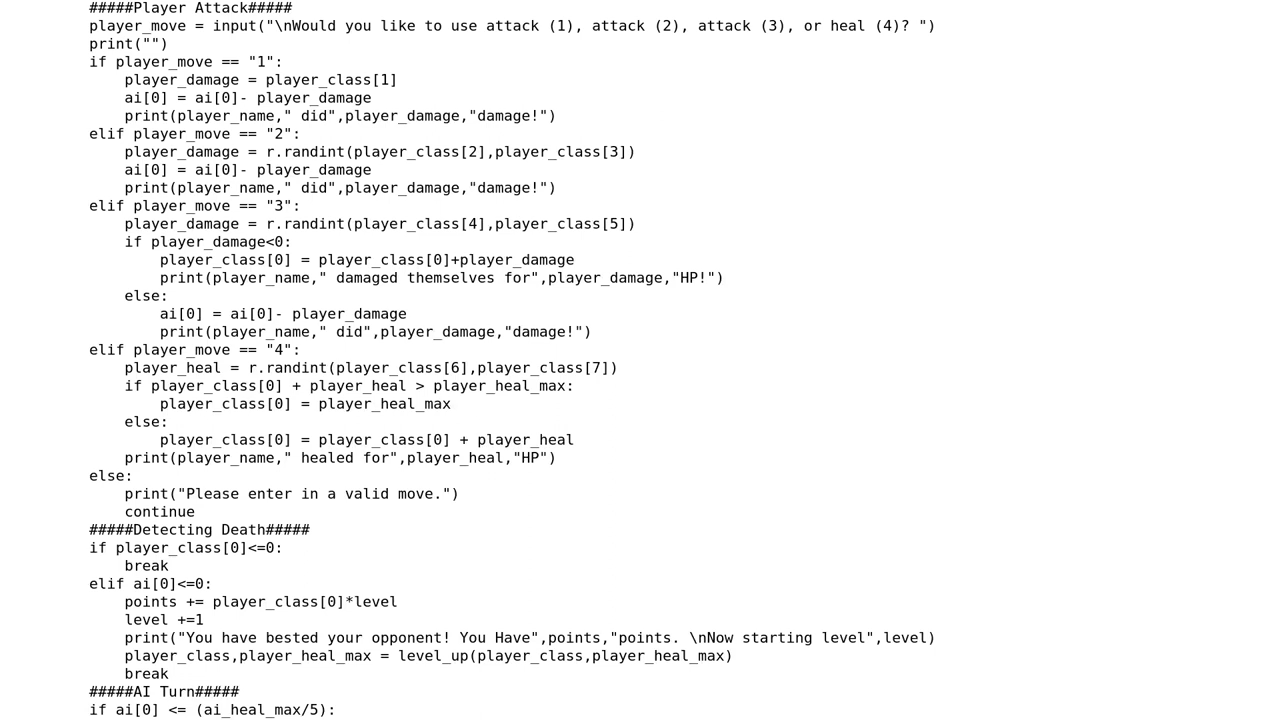 #####Player Attack#####
player_move = input("\nWould you like to use attack (1), attack (2), attack (3), or heal (4)? ")
print("")
if player_move == "1":
    player_damage = player_class[1]
    ai[0] = ai[0]- player_damage
    print(player_name," did",player_damage,"damage!")
elif player_move == "2":
    player_damage = r.randint(player_class[2],player_class[3])
    ai[0] = ai[0]- player_damage
    print(player_name," did",player_damage,"damage!")
elif player_move == "3":
    player_damage = r.randint(player_class[4],player_class[5])
    if player_damage<0:
        player_class[0] = player_class[0]+player_damage
        print(player_name," damaged themselves for",player_damage,"HP!")
    else:
        ai[0] = ai[0]- player_damage
        print(player_name," did",player_damage,"damage!")
elif player_move == "4":
    player_heal = r.randint(player_class[6],player_class[7])
    if player_class[0] + player_heal > player_heal_max:
        player_class[0] = player_heal_max
    else:
        player_class[0] = player_class[0] + player_heal
    print(player_name," healed for",player_heal,"HP")
else:
    print("Please enter in a valid move.")
    continue
#####Detecting Death#####
if player_class[0]<=0:
    break
elif ai[0]<=0:
    points += player_class[0]*level
    level +=1
    print("You have bested your opponent! You Have",points,"points. \nNow starting level",level)
    player_class,player_heal_max = level_up(player_class,player_heal_max)
    break
#####AI Turn#####
if ai[0] <= (ai_heal_max/5):